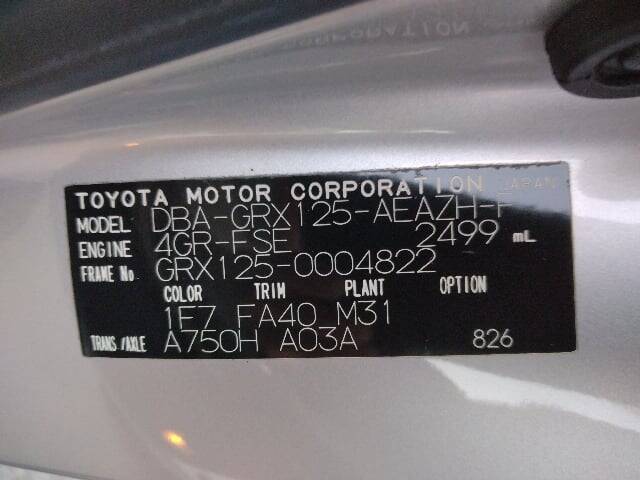 TOYOTA MOTOR CORPORATION JAPAN
MODEL DBA-GRX125-AEAZH-F
ENGINE 4GR-FSE 2499 mL
FRAME No GRX125-0004822
COLOR TRIM PLANT OPTION
1F7 FA40 M31
TRANS./AXLE A750H A03A 826